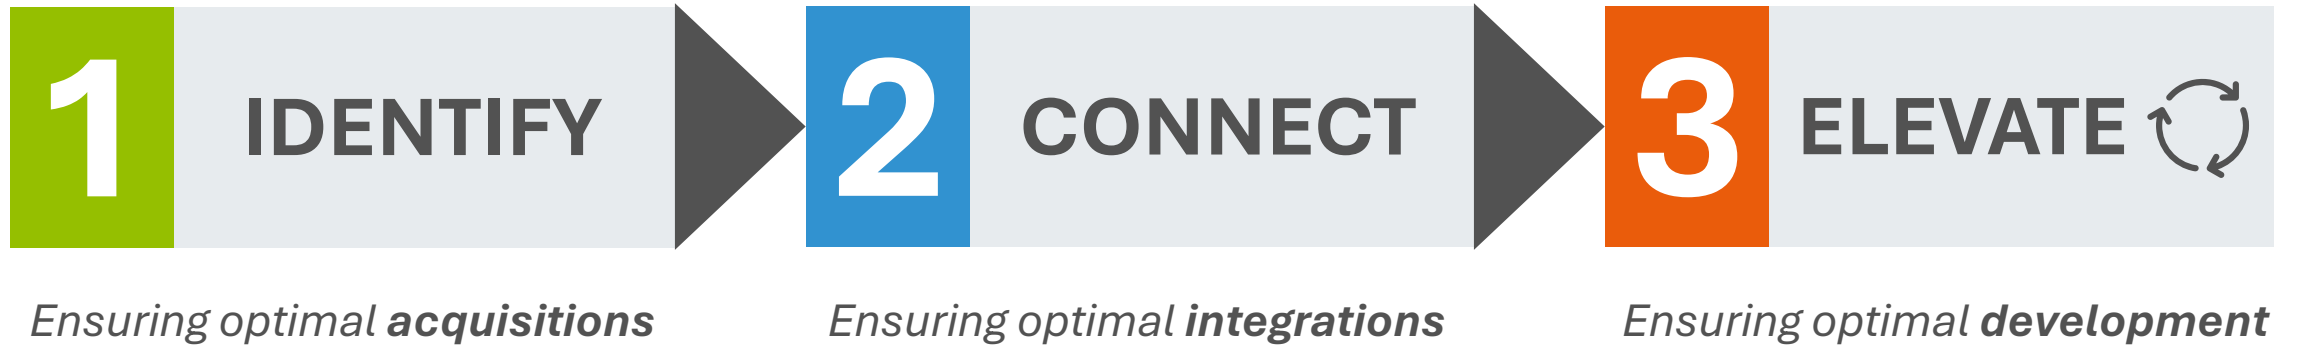 1 IDENTIFY 2 CONNECT 3 ELEVATE
Ensuring optimal acquisitions Ensuring optimal integrations Ensuring optimal development